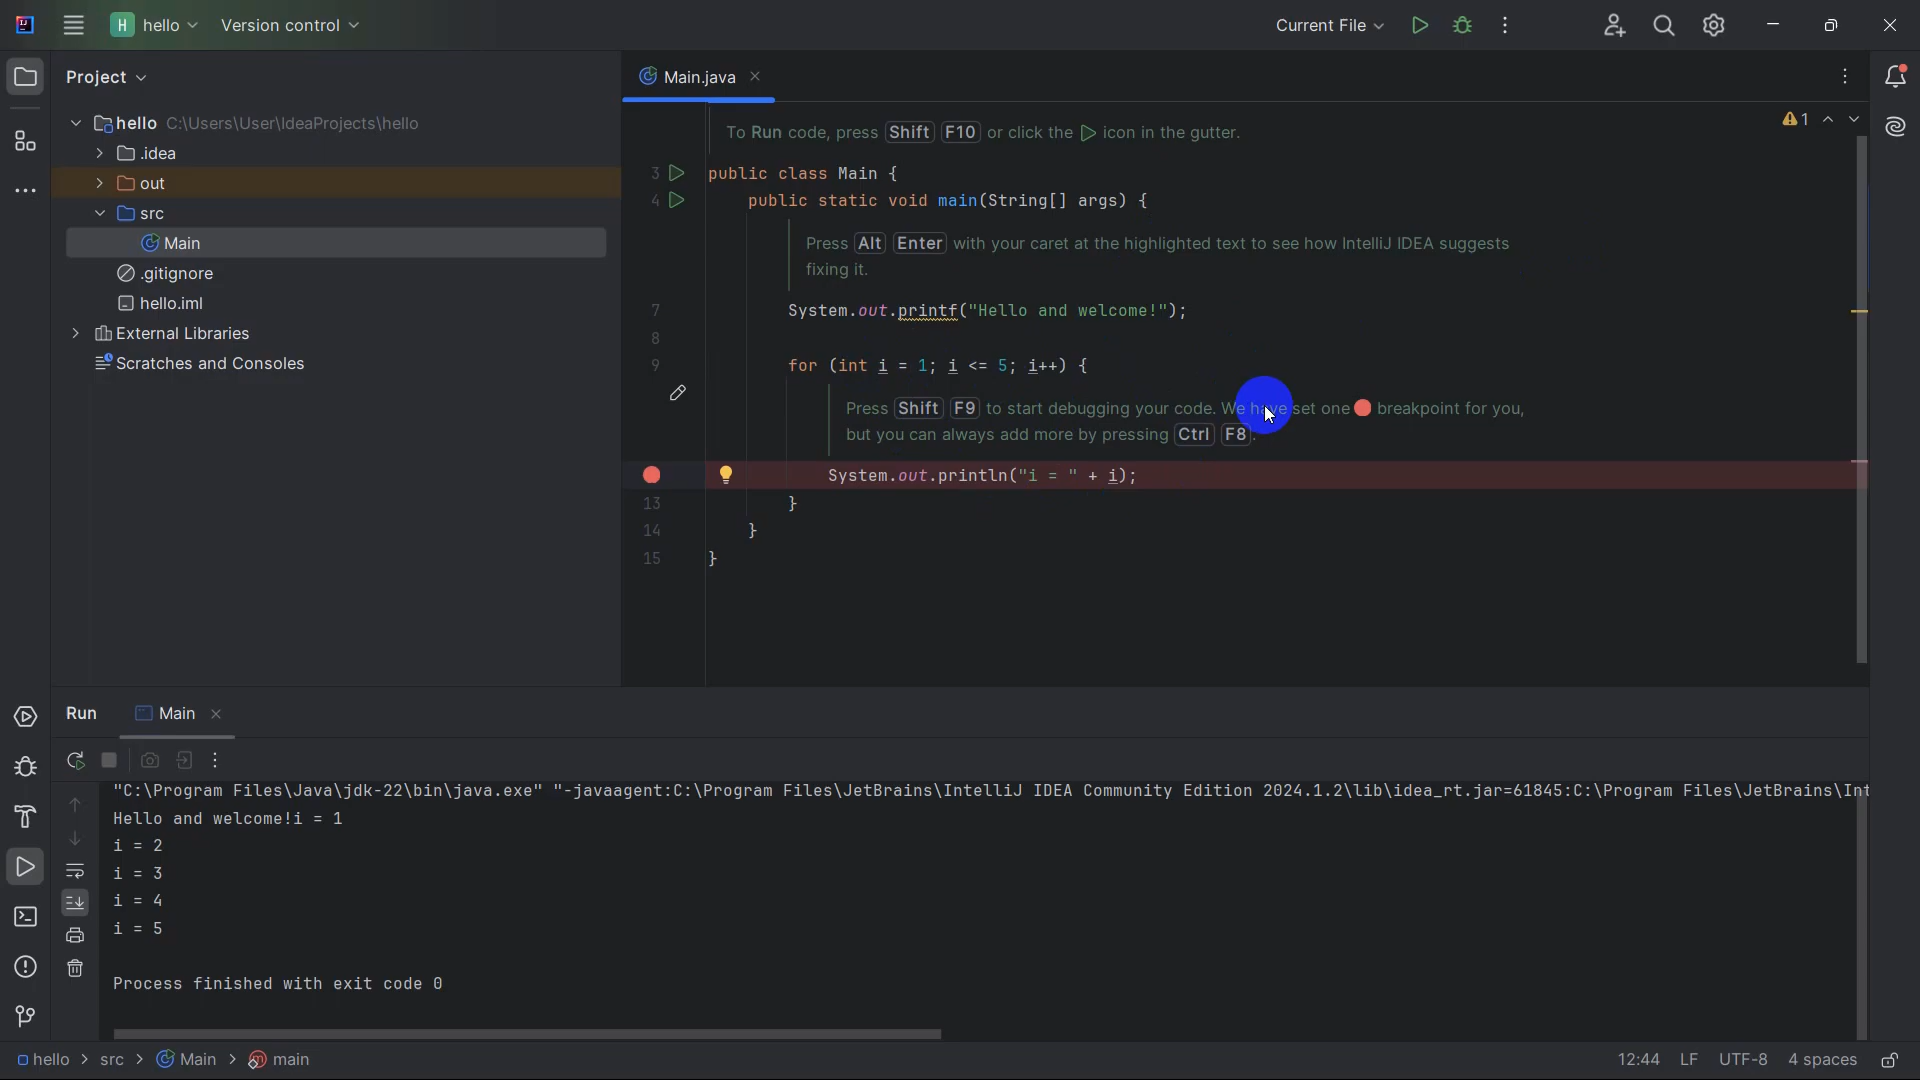 H hello Version control Current File
Project
Main.java
hello C:\Users\User\IdeaProjects\hello
.idea
out
src
Main
.gitignore
hello.iml
External Libraries
Scratches and Consoles
1
To Run code, press Shift F10 or click the icon in the gutter.
3 public class Main {
4 public static void main(String[] args) {
Press Alt Enter with your caret at the highlighted text to see how IntelliJ IDEA suggests
fixing it.
7 System.out.printf("Hello and welcome!");
8
9 for (int i = 1; i <= 5; i++) {
Press Shift F9 to start debugging your code. We have set one breakpoint for you,
but you can always add more by pressing Ctrl F8.
System.out.println("i = " + i);
13 }
14 }
15 }
Run Main
"C:\Program Files\Java\jdk-22\bin\java.exe" "-javaagent:C:\Program Files\JetBrains\IntelliJ IDEA Community Edition 2024.1.2\lib\idea_rt.jar=61845:C:\Program Files\JetBrains\Int
Hello and welcome!i = 1
i = 2
i = 3
i = 4
i = 5
Process finished with exit code 0
hello > src > Main > main 12:44 LF UTF-8 4 spaces